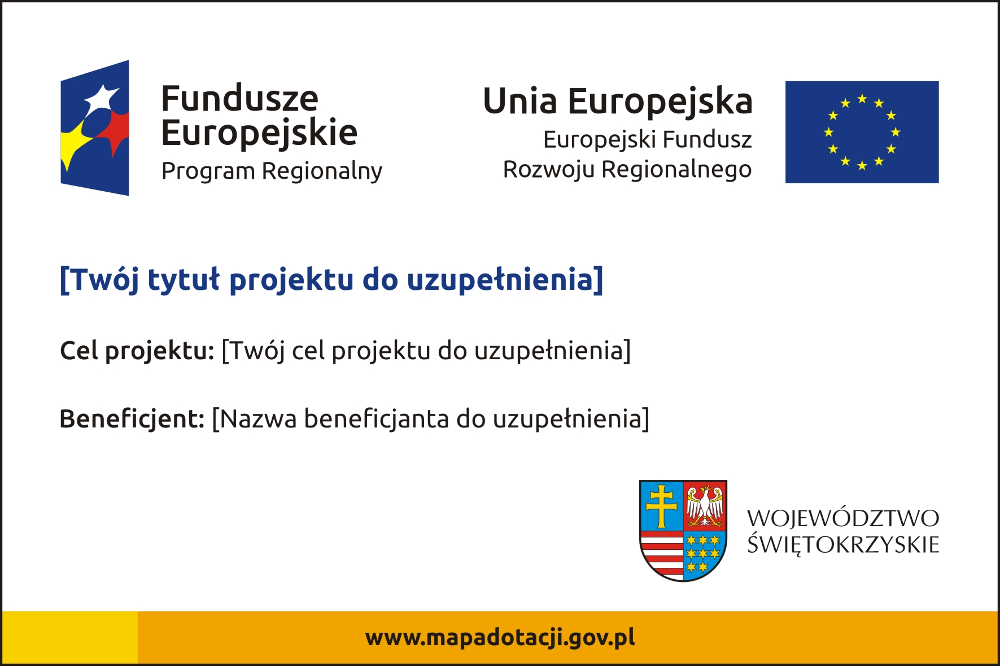 Fundusze
Europejskie
Program Regionalny
Unia Europejska
Europejski Fundusz
Rozwoju Regionalnego
[Twój tytuł projektu do uzupełnienia]
Cel projektu: [Twój cel projektu do uzupełnienia]
Beneficjent: [Nazwa beneficjanta do uzupełnienia]
WOJEWÓDZTWO
ŚWIĘTOKRZYSKIE
www.mapadotacji.gov.pl